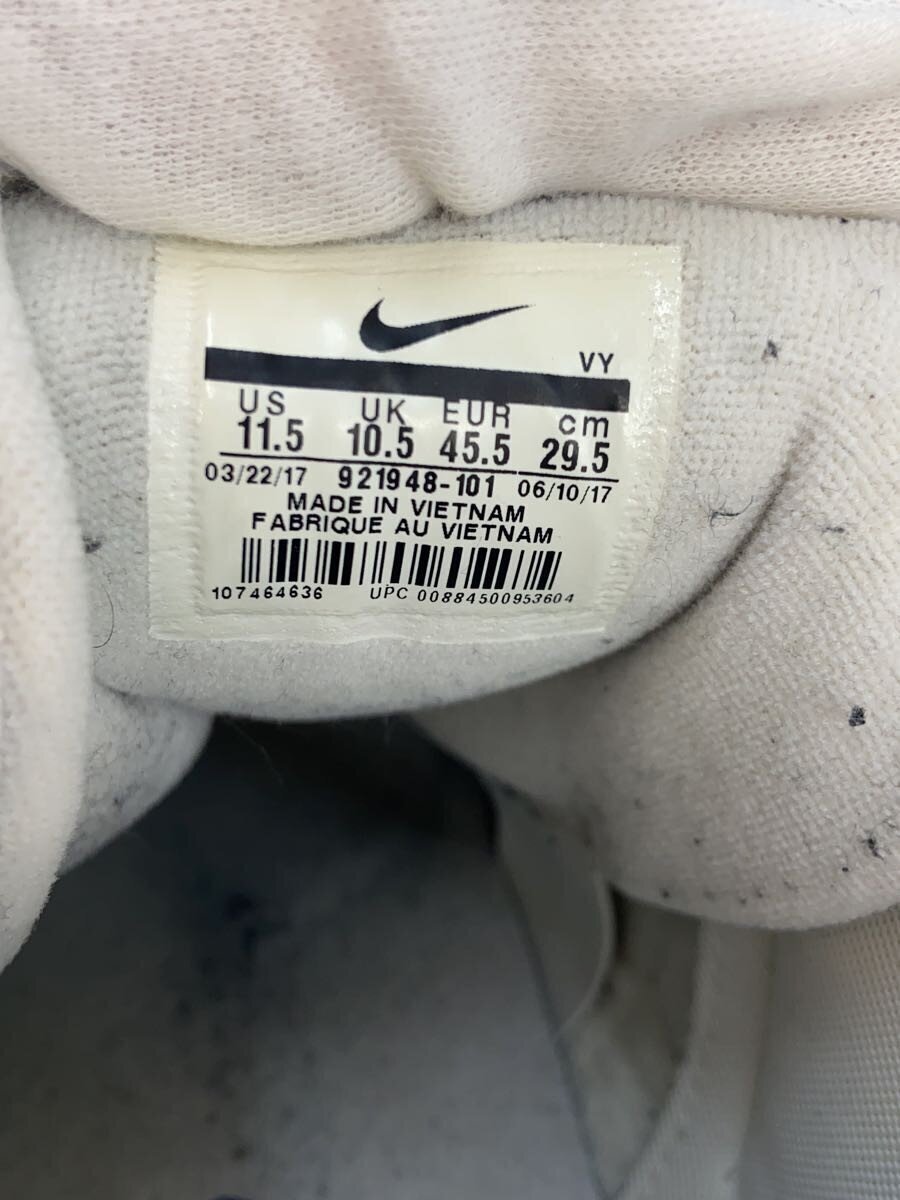 VY
US UK EUR cm
11.5 10.5 45.5 29.5
03/22/17 921948-101 06/10/17
MADE IN VIETNAM
FABRIQUE AU VIETNAM
107464636 UPC 00884500953604